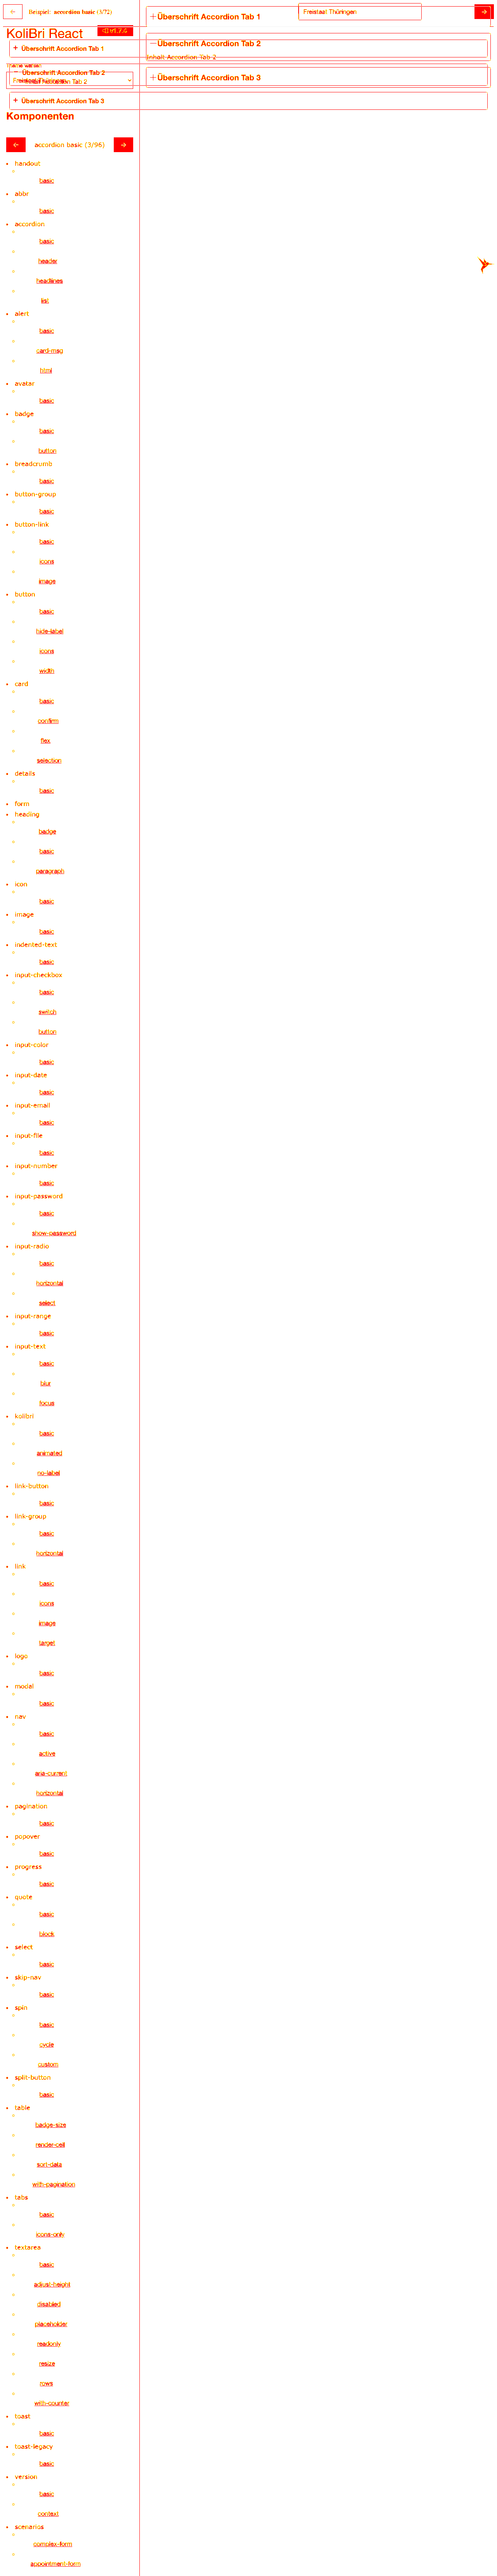 Beispiel: accordion basic (3/72)
Überschrift Accordion Tab 1
Freistaat Thüringen
KoliBri React
Überschrift Accordion Tab 1
Überschrift Accordion Tab 2
Inhalt Accordion Tab 2
Überschrift Accordion Tab 2
Inhalt Accordion Tab 2
Überschrift Accordion Tab 3
Überschrift Accordion Tab 3
Komponenten
accordion basic (3/96)
handout
basic
abbr
basic
accordion
basic
header
headlines
list
alert
basic
card-msg
html
avatar
basic
badge
basic
button
breadcrumb
basic
button-group
basic
button-link
basic
icons
image
button
basic
hide-label
icons
width
card
basic
confirm
flex
selection
details
basic
form
heading
badge
basic
paragraph
icon
basic
image
basic
indented-text
basic
input-checkbox
basic
switch
button
input-color
basic
input-date
basic
input-email
basic
input-file
basic
input-number
basic
input-password
basic
show-password
input-radio
basic
horizontal
select
input-range
basic
input-text
basic
blur
focus
kolibri
basic
animated
no-label
link-button
basic
link-group
basic
horizontal
link
basic
icons
image
target
logo
basic
modal
basic
nav
basic
active
aria-current
horizontal
pagination
basic
popover
basic
progress
basic
quote
basic
block
select
basic
skip-nav
basic
spin
basic
cycle
custom
split-button
basic
table
badge-size
render-cell
sort-data
with-pagination
tabs
basic
icons-only
textarea
basic
adjust-height
disabled
placeholder
readonly
resize
rows
with-counter
toast
basic
toast-legacy
basic
version
basic
context
scenarios
complex-form
appointment-form